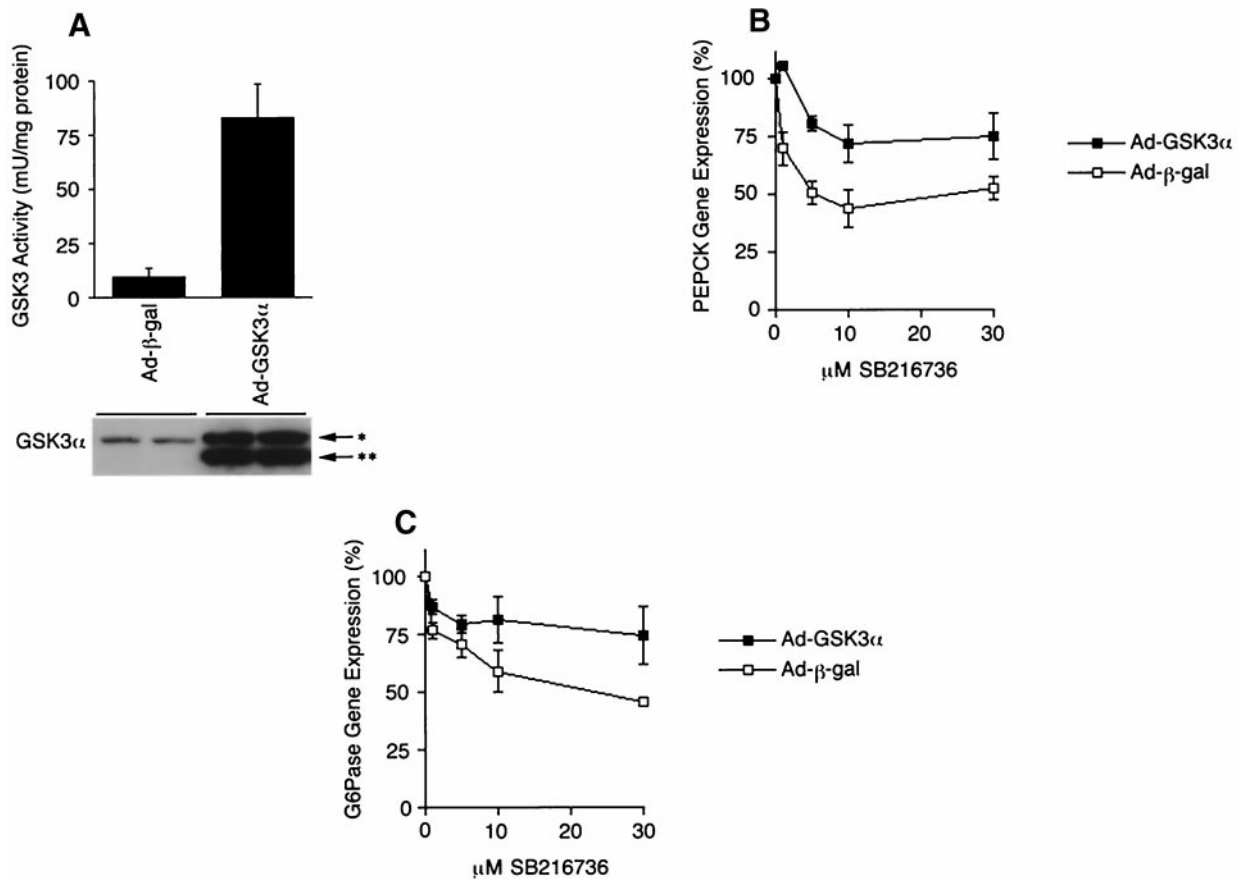 A
GSK3 Activity (mU/mg protein)
100
75
50
25
0
Ad-β-gal
Ad-GSK3α
GSK3α
*
**
B
PEPCK Gene Expression (%)
100
75
50
25
0
0 10 20 30
μM SB216736
Ad-GSK3α
Ad-β-gal
C
G6Pase Gene Expression (%)
100
75
50
25
0
0 10 20 30
μM SB216736
Ad-GSK3α
Ad-β-gal